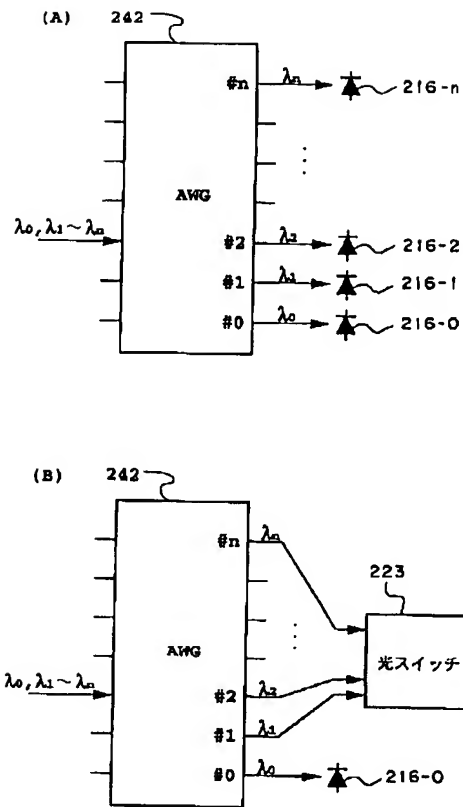 (A) 242
#n λn 216-n
AWG
λ0, λ1~λn
#2 λ2 216-2
#1 λ1 216-1
#0 λ0 216-0
(B) 242
#n λn
223
AWG
光スイッチ
λ0, λ1~λn
#2 λ2
#1 λ1
#0 λ0 216-0